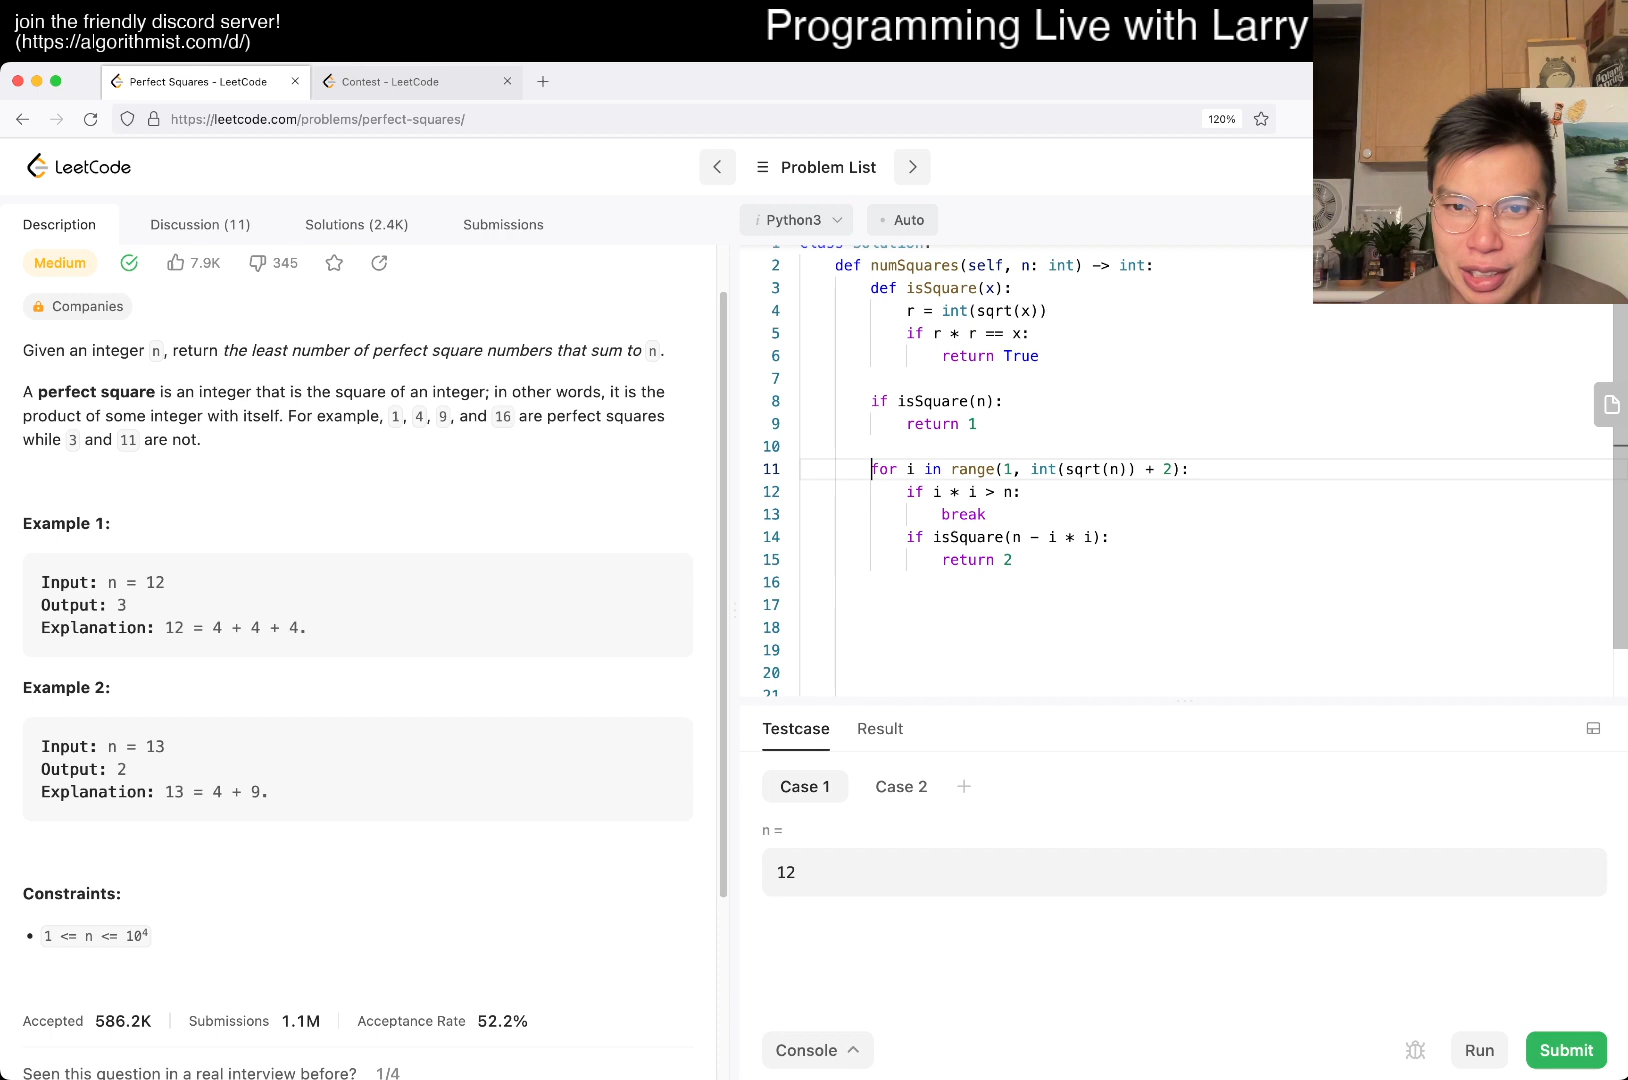 join the friendly discord server!
(https://algorithmist.com/d/)
Programming Live with Larry
Perfect Squares - LeetCode
Contest - LeetCode
https://leetcode.com/problems/perfect-squares/
120%
LeetCode
Problem List
Description
Discussion (11)
Solutions (2.4K)
Submissions
i Python3
• Auto
Medium
7.9K
345
Companies
Given an integer n, return the least number of perfect square numbers that sum to n.
A perfect square is an integer that is the square of an integer; in other words, it is the
product of some integer with itself. For example, 1, 4, 9, and 16 are perfect squares
while 3 and 11 are not.
Example 1:
Input: n = 12
Output: 3
Explanation: 12 = 4 + 4 + 4.
Example 2:
Input: n = 13
Output: 2
Explanation: 13 = 4 + 9.
Constraints:
• 1 <= n <= 10⁴
Accepted 586.2K
Submissions 1.1M
Acceptance Rate 52.2%
Seen this question in a real interview before? 1/4
1 class Solution:
2 def numSquares(self, n: int) -> int:
3 def isSquare(x):
4 r = int(sqrt(x))
5 if r * r == x:
6 return True
7
8 if isSquare(n):
9 return 1
10
11 for i in range(1, int(sqrt(n)) + 2):
12 if i * i > n:
13 break
14 if isSquare(n - i * i):
15 return 2
16
17
18
19
20
21
Testcase
Result
Case 1
Case 2
n =
12
Console
Run
Submit